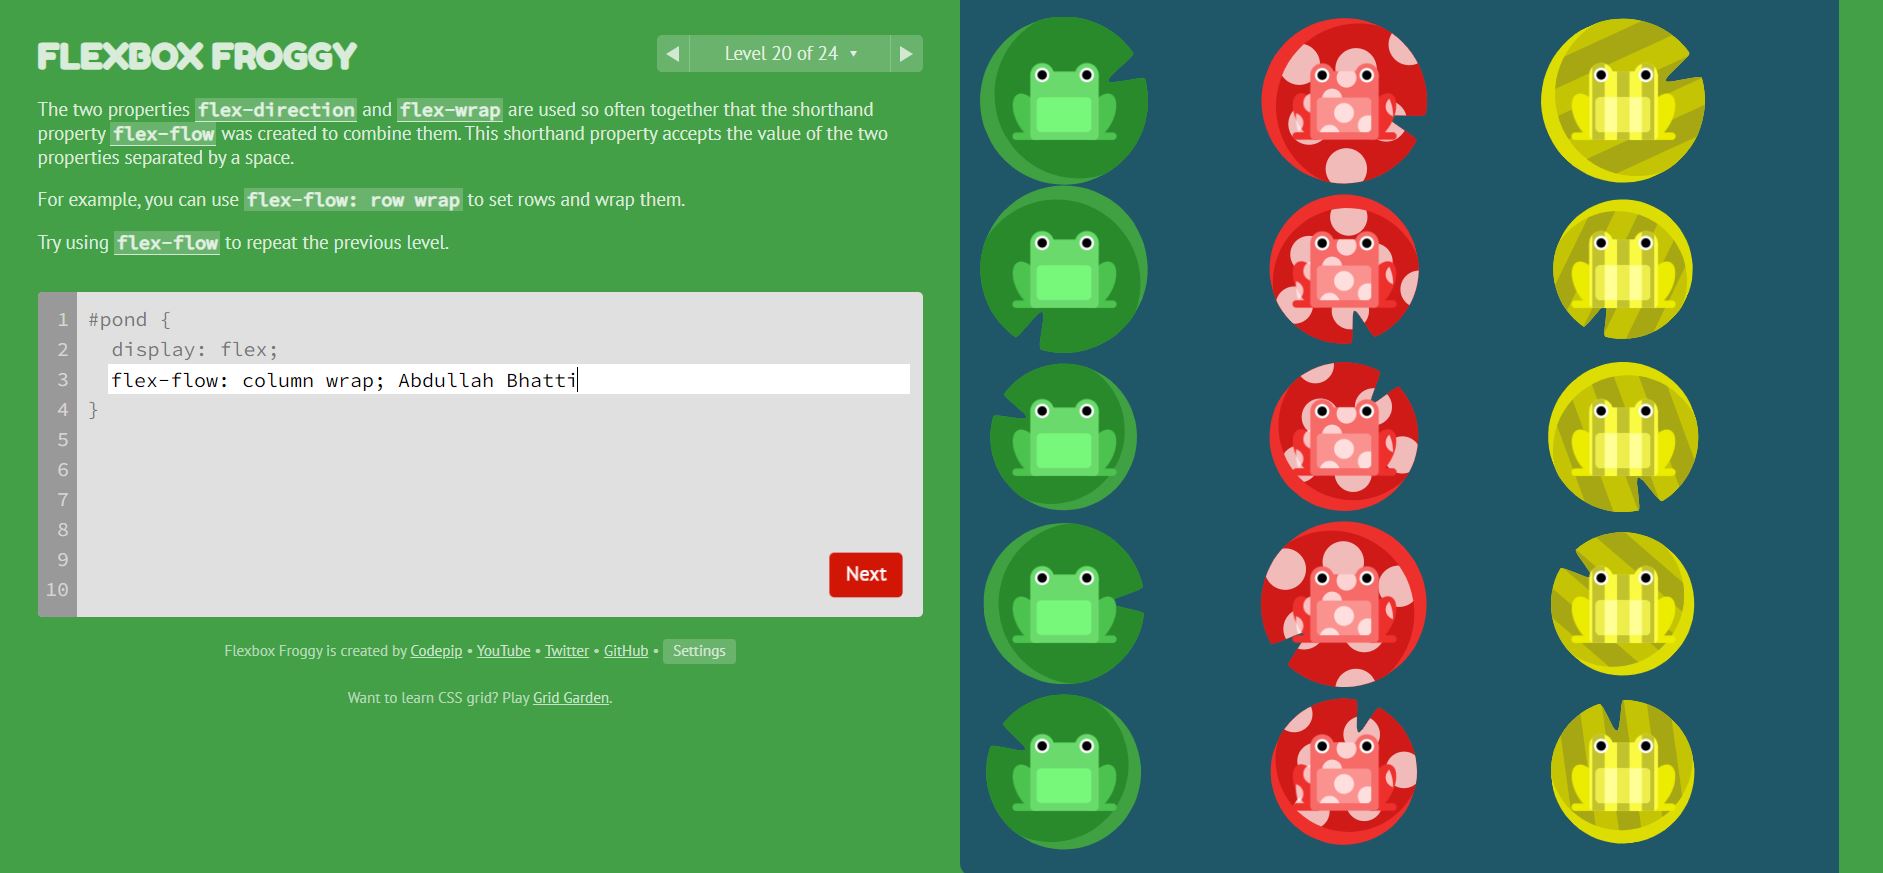 FLEXBOX FROGGY
◀ Level 20 of 24 ▾ ▶
The two properties flex-direction and flex-wrap are used so often together that the shorthand
property flex-flow was created to combine them. This shorthand property accepts the value of the two
properties separated by a space.
For example, you can use flex-flow: row wrap to set rows and wrap them.
Try using flex-flow to repeat the previous level.
1 #pond {
2 display: flex;
3 flex-flow: column wrap; Abdullah Bhatti
4 }
5
6
7
8
9
10
Next
Flexbox Froggy is created by Codepip • YouTube • Twitter • GitHub • Settings
Want to learn CSS grid? Play Grid Garden.